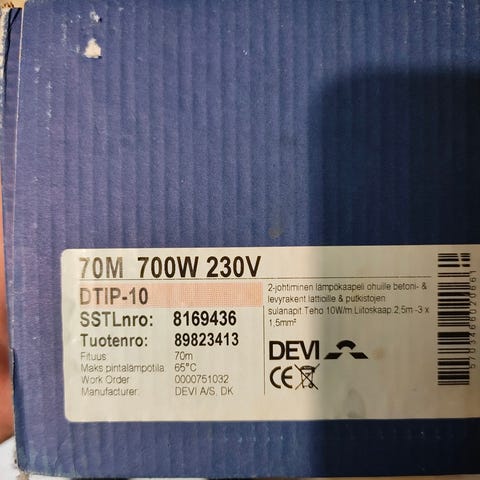 70M 700W 230V
DTIP-10
SSTLnro: 8169436
Tuotenro: 89823413
Fituus: 70m
Maks pintalämpötila: 65°C
Work Order 0000751032
Manufacturer: DEVI A/S, DK
2-johtiminen lämpökaapeli ohuille betoni- &
levyrakent lattioille & putkistojen
sulanapit.Teho 10W/m.Liitoskaap.2,5m -3 x
1,5mm²
DEVI
CE
5703466020661